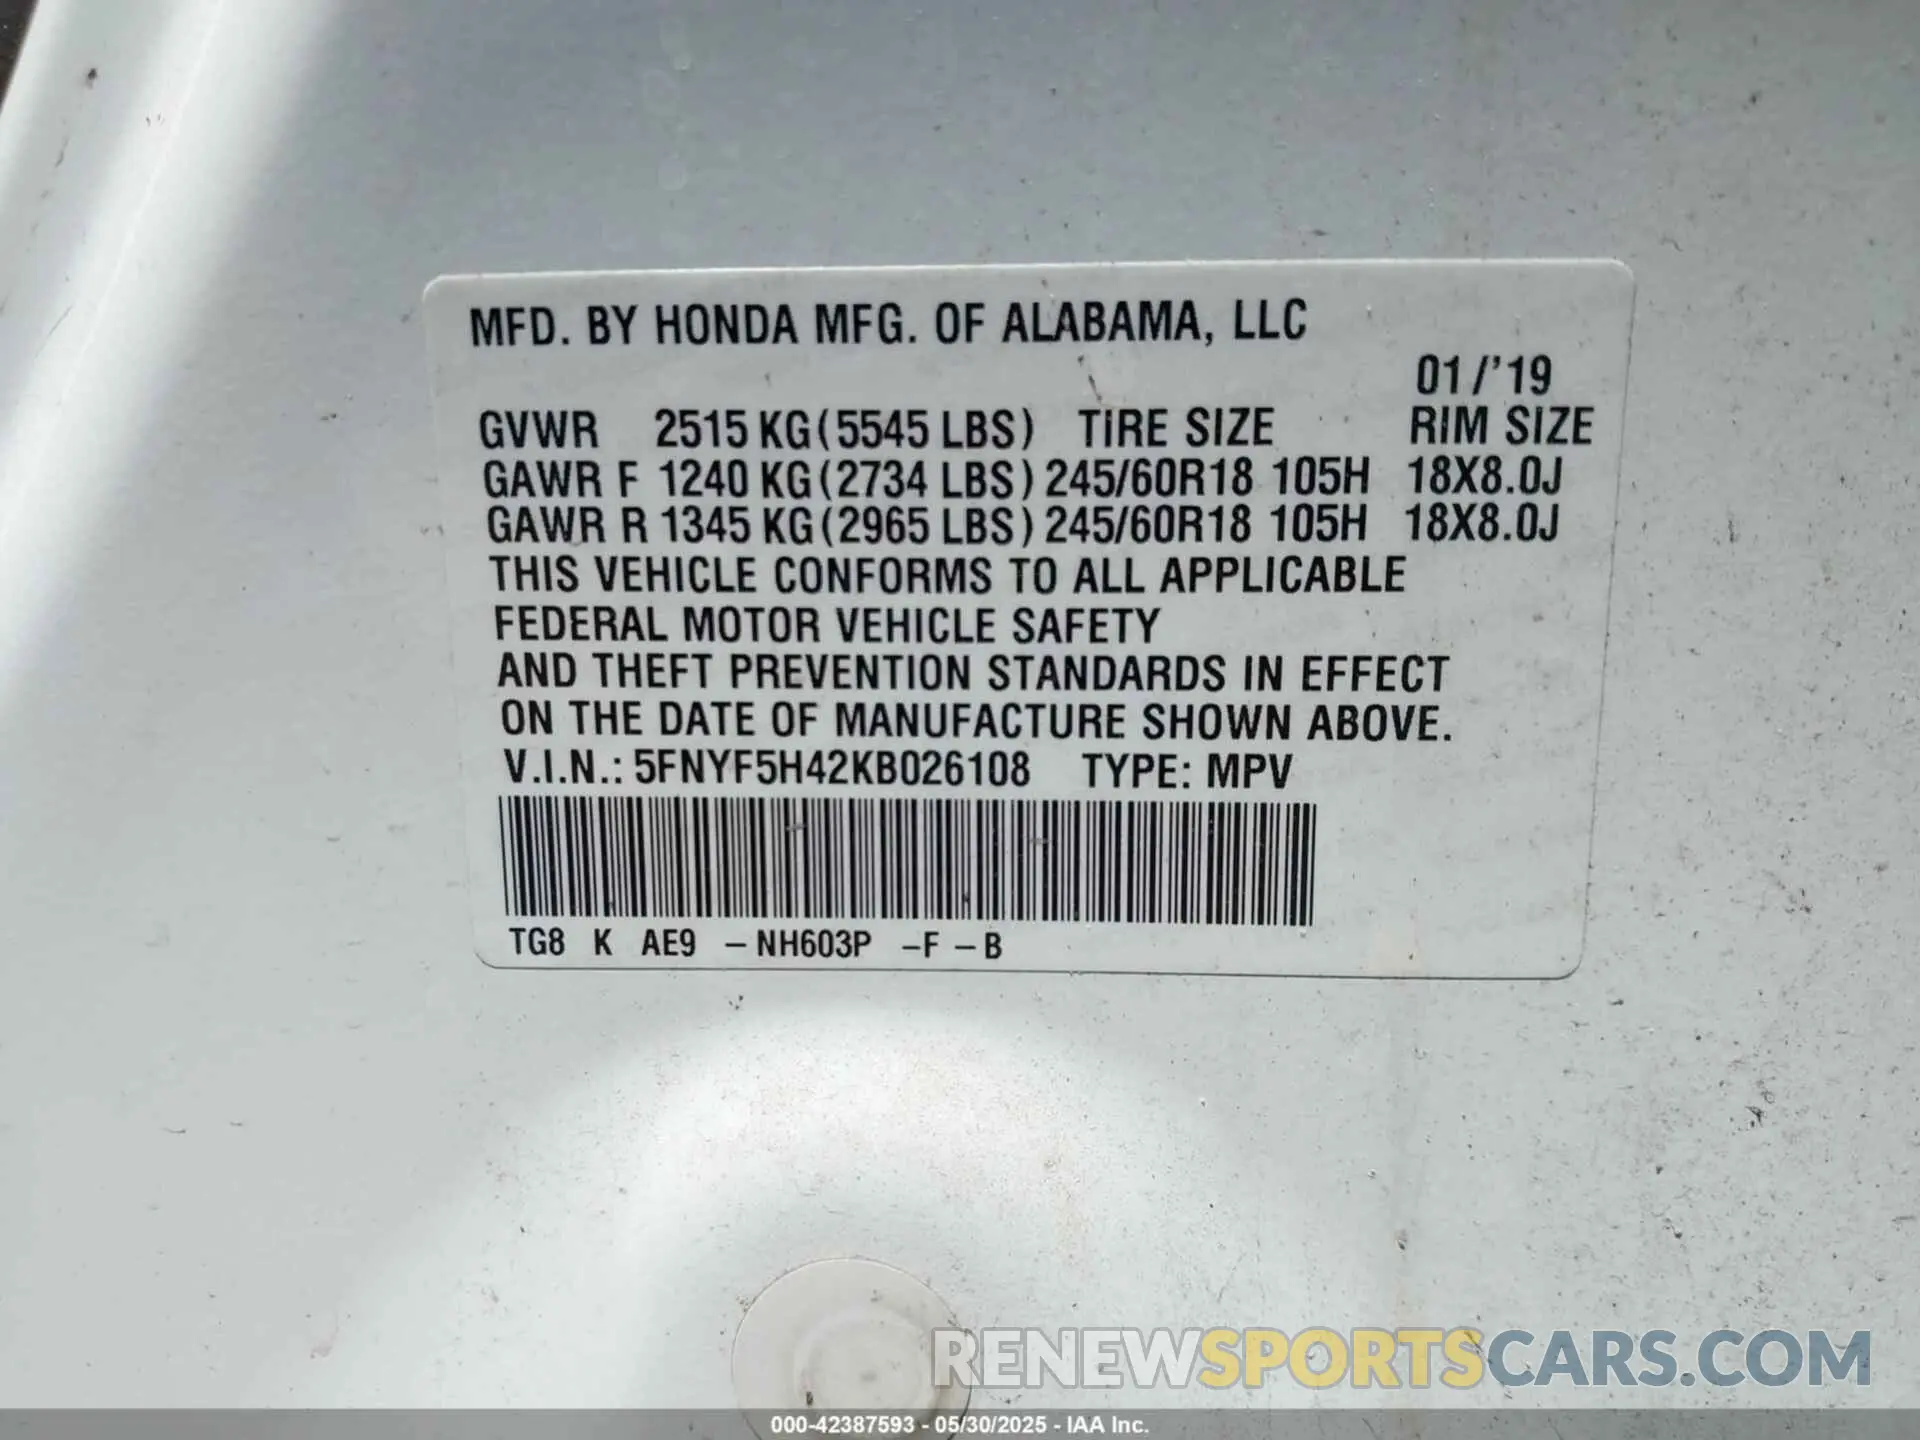 MFD. BY HONDA MFG. OF ALABAMA, LLC
01/'19
GVWR 2515 KG (5545 LBS) TIRE SIZE RIM SIZE
GAWR F 1240 KG (2734 LBS) 245/60R18 105H 18X8.0J
GAWR R 1345 KG (2965 LBS) 245/60R18 105H 18X8.0J
THIS VEHICLE CONFORMS TO ALL APPLICABLE
FEDERAL MOTOR VEHICLE SAFETY
AND THEFT PREVENTION STANDARDS IN EFFECT
ON THE DATE OF MANUFACTURE SHOWN ABOVE.
V.I.N.: 5FNYF5H42KB026108 TYPE: MPV
TG8 K AE9 –NH603P –F –B
RENEWSPORTSCARS.COM
000-42387593 - 05/30/2025 - IAA Inc.